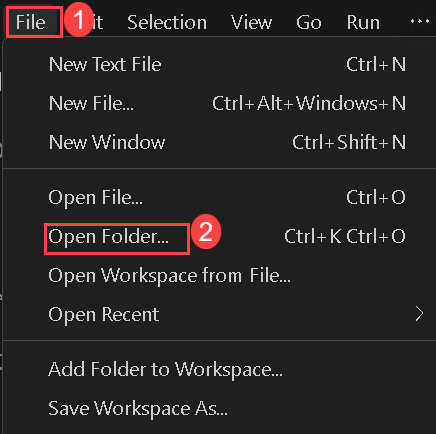 File 1 it Selection View Go Run ...
New Text File Ctrl+N
New File... Ctrl+Alt+Windows+N
New Window Ctrl+Shift+N
Open File... Ctrl+O
Open Folder... 2 Ctrl+K Ctrl+O
Open Workspace from File...
Open Recent >
Add Folder to Workspace...
Save Workspace As...